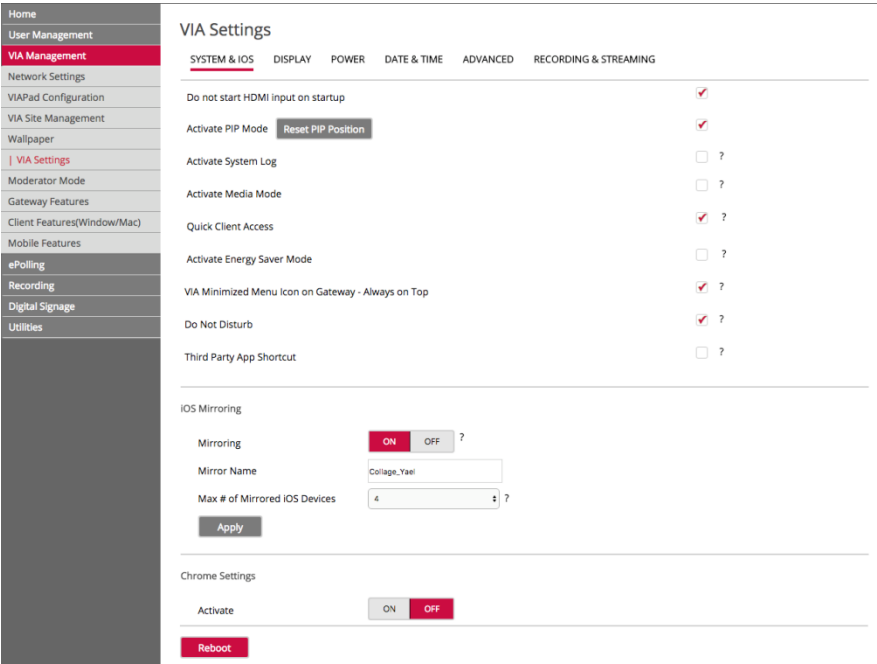 Home
User Management
VIA Management
Network Settings
VIAPad Configuration
VIA Site Management
Wallpaper
| VIA Settings
Moderator Mode
Gateway Features
Client Features(Window/Mac)
Mobile Features
ePolling
Recording
Digital Signage
Utilities
VIA Settings
SYSTEM & IOS DISPLAY POWER DATE & TIME ADVANCED RECORDING & STREAMING
Do not start HDMI input on startup
Activate PIP Mode Reset PIP Position
Activate System Log ?
Activate Media Mode ?
Quick Client Access ?
Activate Energy Saver Mode ?
VIA Minimized Menu Icon on Gateway - Always on Top ?
Do Not Disturb ?
Third Party App Shortcut ?
iOS Mirroring
Mirroring ON OFF ?
Mirror Name Collage_Yael
Max # of Mirrored iOS Devices 4 ?
Apply
Chrome Settings
Activate ON OFF
Reboot